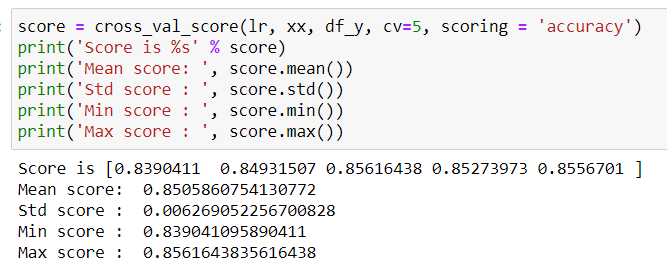 score = cross_val_score(lr, xx, df_y, cv=5, scoring = 'accuracy')
print('Score is %s' % score)
print('Mean score: ', score.mean())
print('Std score : ', score.std())
print('Min score : ', score.min())
print('Max score : ', score.max())
Score is [0.8390411  0.84931507 0.85616438 0.85273973 0.8556701 ]
Mean score:  0.8505860754130772
Std score :  0.006269052256700828
Min score :  0.839041095890411
Max score :  0.8561643835616438